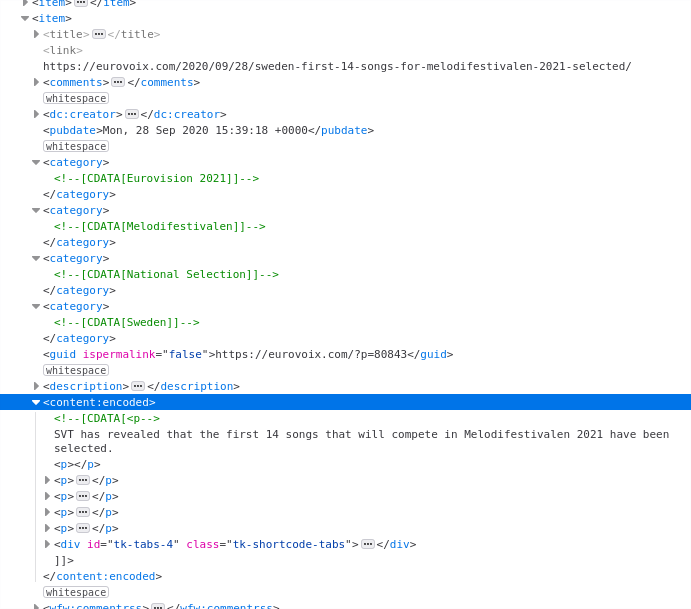 <item>···</item>
<item>
<title>···</title>
<link>
https://eurovoix.com/2020/09/28/sweden-first-14-songs-for-melodifestivalen-2021-selected/
<comments>···</comments>
whitespace
<dc:creator>···</dc:creator>
<pubdate>Mon, 28 Sep 2020 15:39:18 +0000</pubdate>
whitespace
<category>
<!--[CDATA[Eurovision 2021]]-->
</category>
<category>
<!--[CDATA[Melodifestivalen]]-->
</category>
<category>
<!--[CDATA[National Selection]]-->
</category>
<category>
<!--[CDATA[Sweden]]-->
</category>
<guid ispermalink="false">https://eurovoix.com/?p=80843</guid>
whitespace
<description>···</description>
<content:encoded>
<!--[CDATA[<p-->
SVT has revealed that the first 14 songs that will compete in Melodifestivalen 2021 have been
selected.
<p></p>
<p>···</p>
<p>···</p>
<p>···</p>
<p>···</p>
<div id="tk-tabs-4" class="tk-shortcode-tabs">···</div>
]]>
</content:encoded>
whitespace
<wfw:commentrss>···</wfw:commentrss>